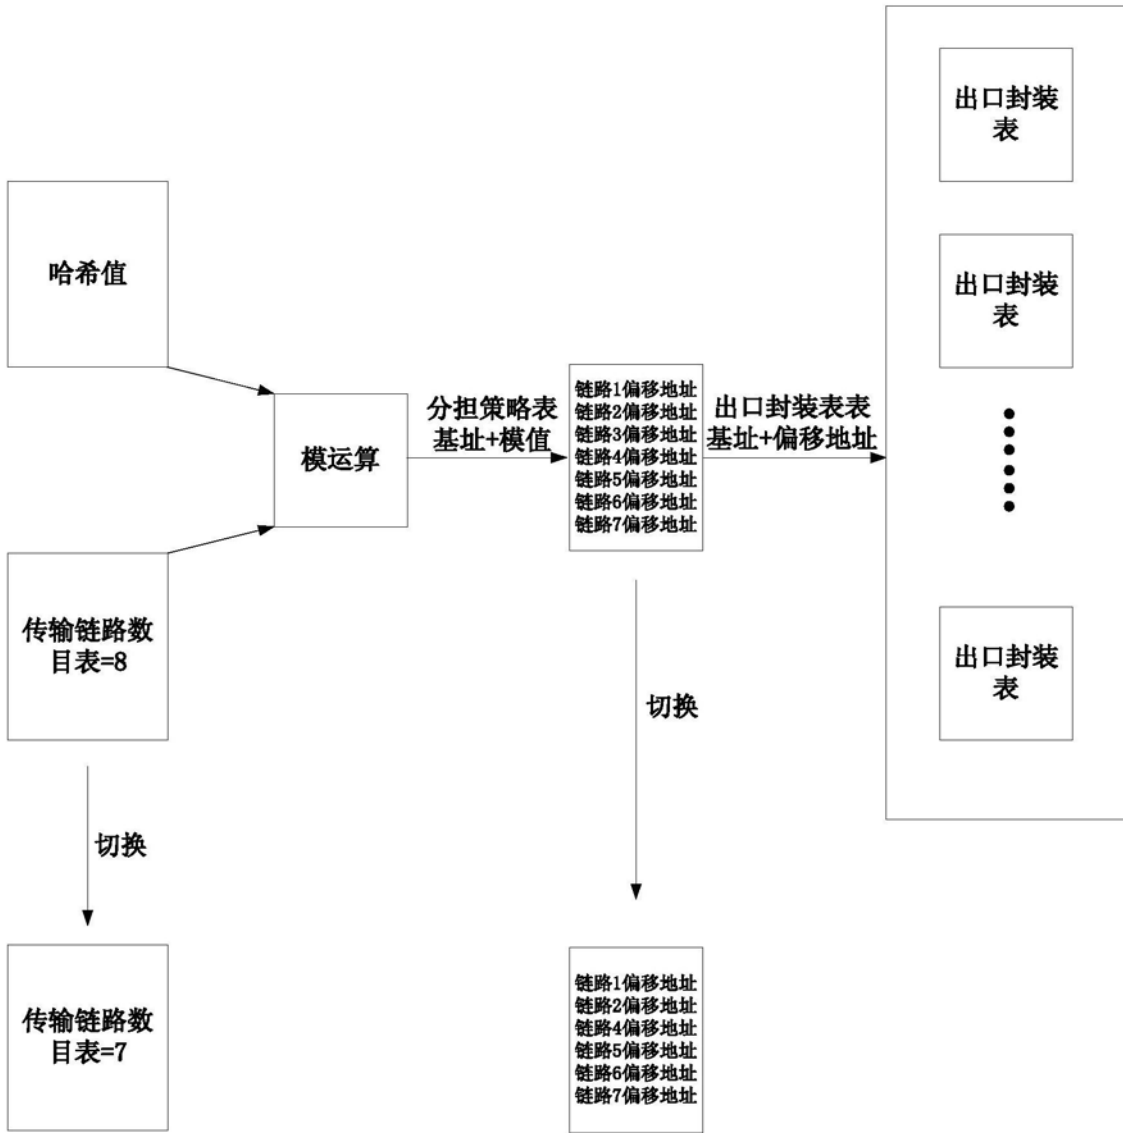 哈希值
传输链路数
目表=8
切换
传输链路数
目表=7
模运算
分担策略表
基址+模值
链路1偏移地址
链路2偏移地址
链路3偏移地址
链路4偏移地址
链路5偏移地址
链路6偏移地址
链路7偏移地址
切换
链路1偏移地址
链路2偏移地址
链路4偏移地址
链路5偏移地址
链路6偏移地址
链路7偏移地址
出口封装表表
基址+偏移地址
出口封装
表
出口封装
表
出口封装
表